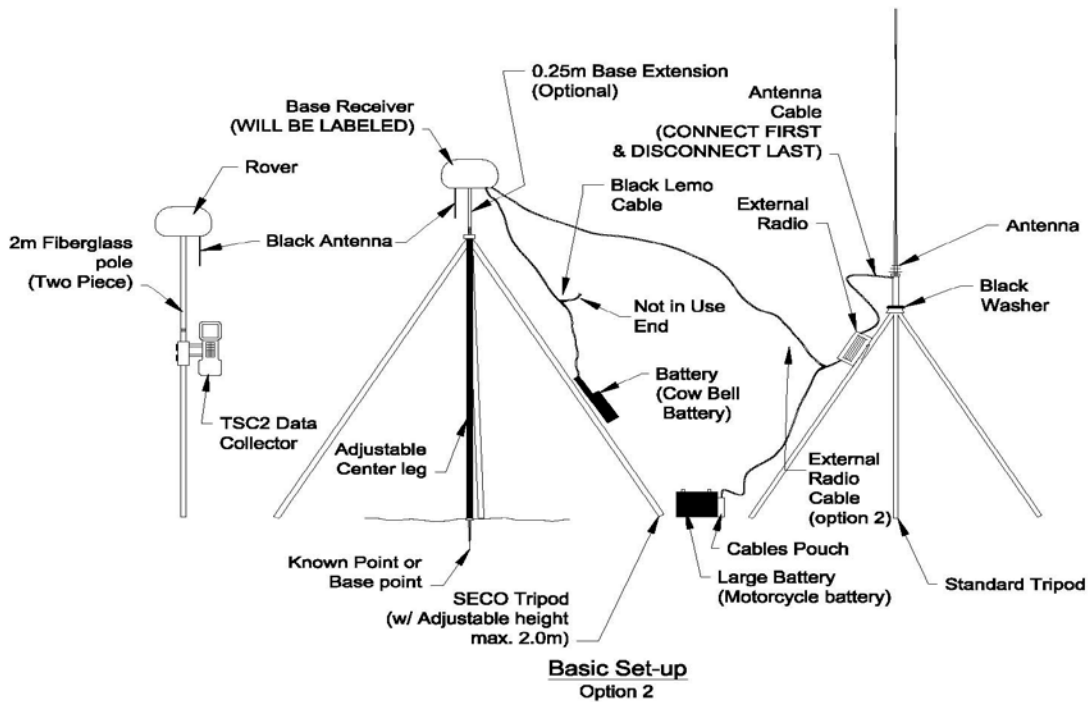 0.25m Base Extension
(Optional)
Base Receiver
(WILL BE LABELED)
Antenna
Cable
(CONNECT FIRST
& DISCONNECT LAST)
Rover
Black Lemo
Cable
External
Radio
2m Fiberglass
pole
(Two Piece)
Black Antenna
Antenna
Black
Washer
Not in Use
End
Battery
(Cow Bell
Battery)
TSC2 Data
Collector
Adjustable
Center leg
External
Radio
Cable
(option 2)
Cables Pouch
Known Point or
Base point
Large Battery
(Motorcycle battery)
Standard Tripod
SECO Tripod
(w/ Adjustable height
max. 2.0m)
Basic Set-up
Option 2